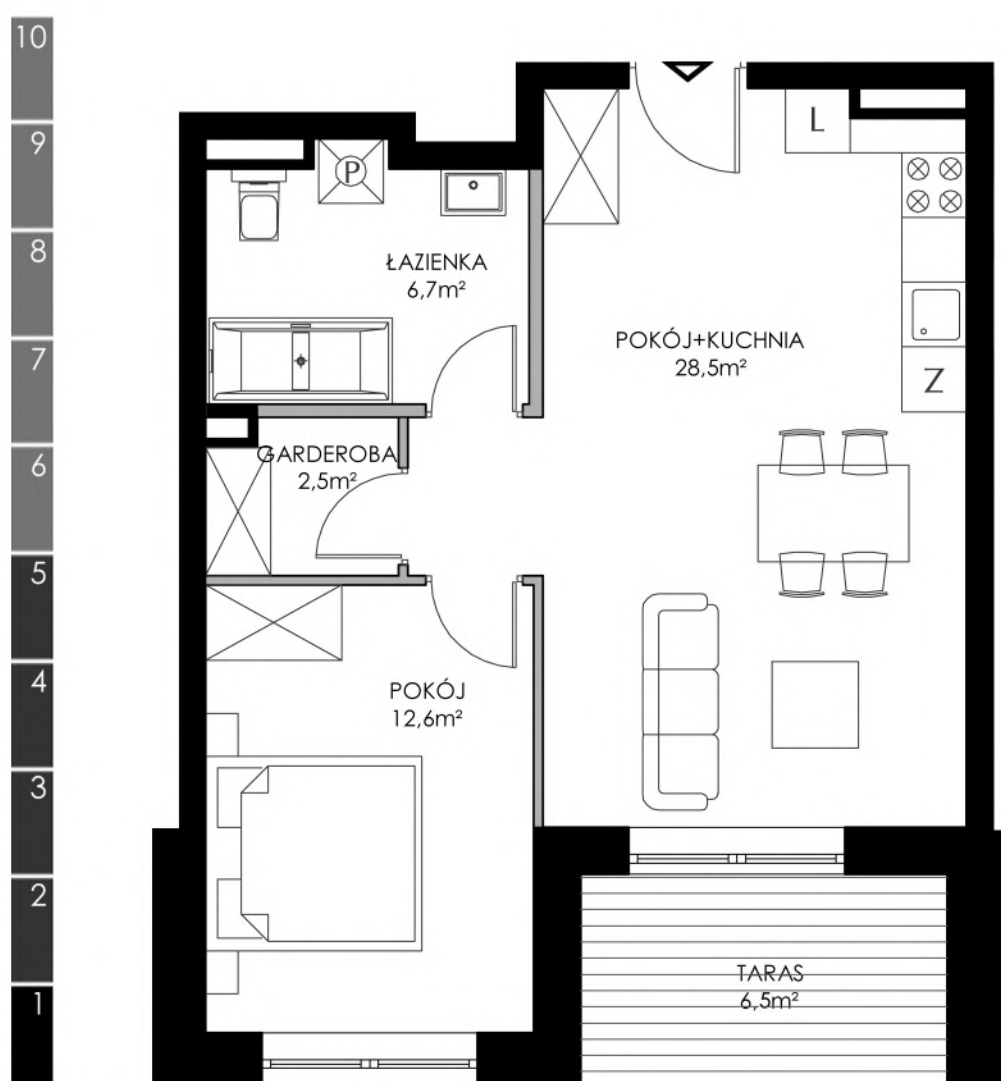 10
9
8
7
6
5
4
3
2
1
L
P
ŁAZIENKA
6,7m²
POKÓJ+KUCHNIA
28,5m²
Z
GARDEROBA
2,5m²
POKÓJ
12,6m²
TARAS
6,5m²